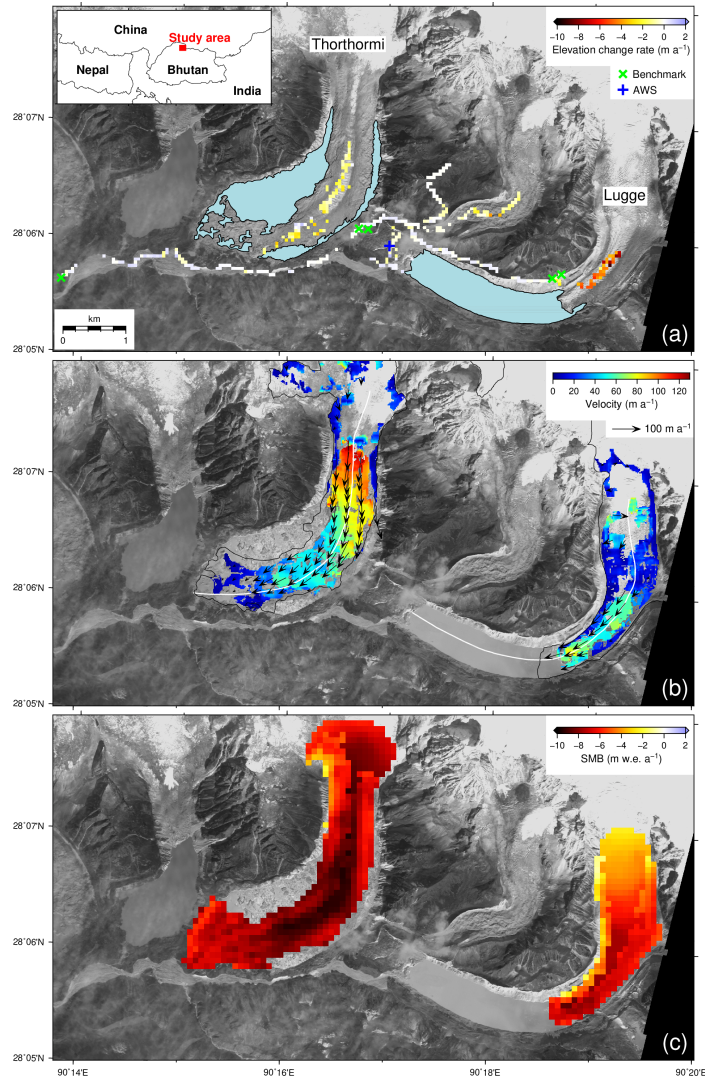 China
Study area
Nepal
Bhutan
India
Thorthormi
−10 −8 −6 −4 −2 0 2
Elevation change rate (m a⁻¹)
Benchmark
AWS
28˚07'N
Lugge
28˚06'N
km
0 1
(a)
28˚05'N
0 20 40 60 80 100 120
Velocity (m a⁻¹)
100 m a⁻¹
28˚07'N
28˚06'N
28˚05'N
(b)
−10 −8 −6 −4 −2 0 2
SMB (m w.e. a⁻¹)
28˚07'N
28˚06'N
(c)
28˚05'N
90˚14'E 90˚16'E 90˚18'E 90˚20'E